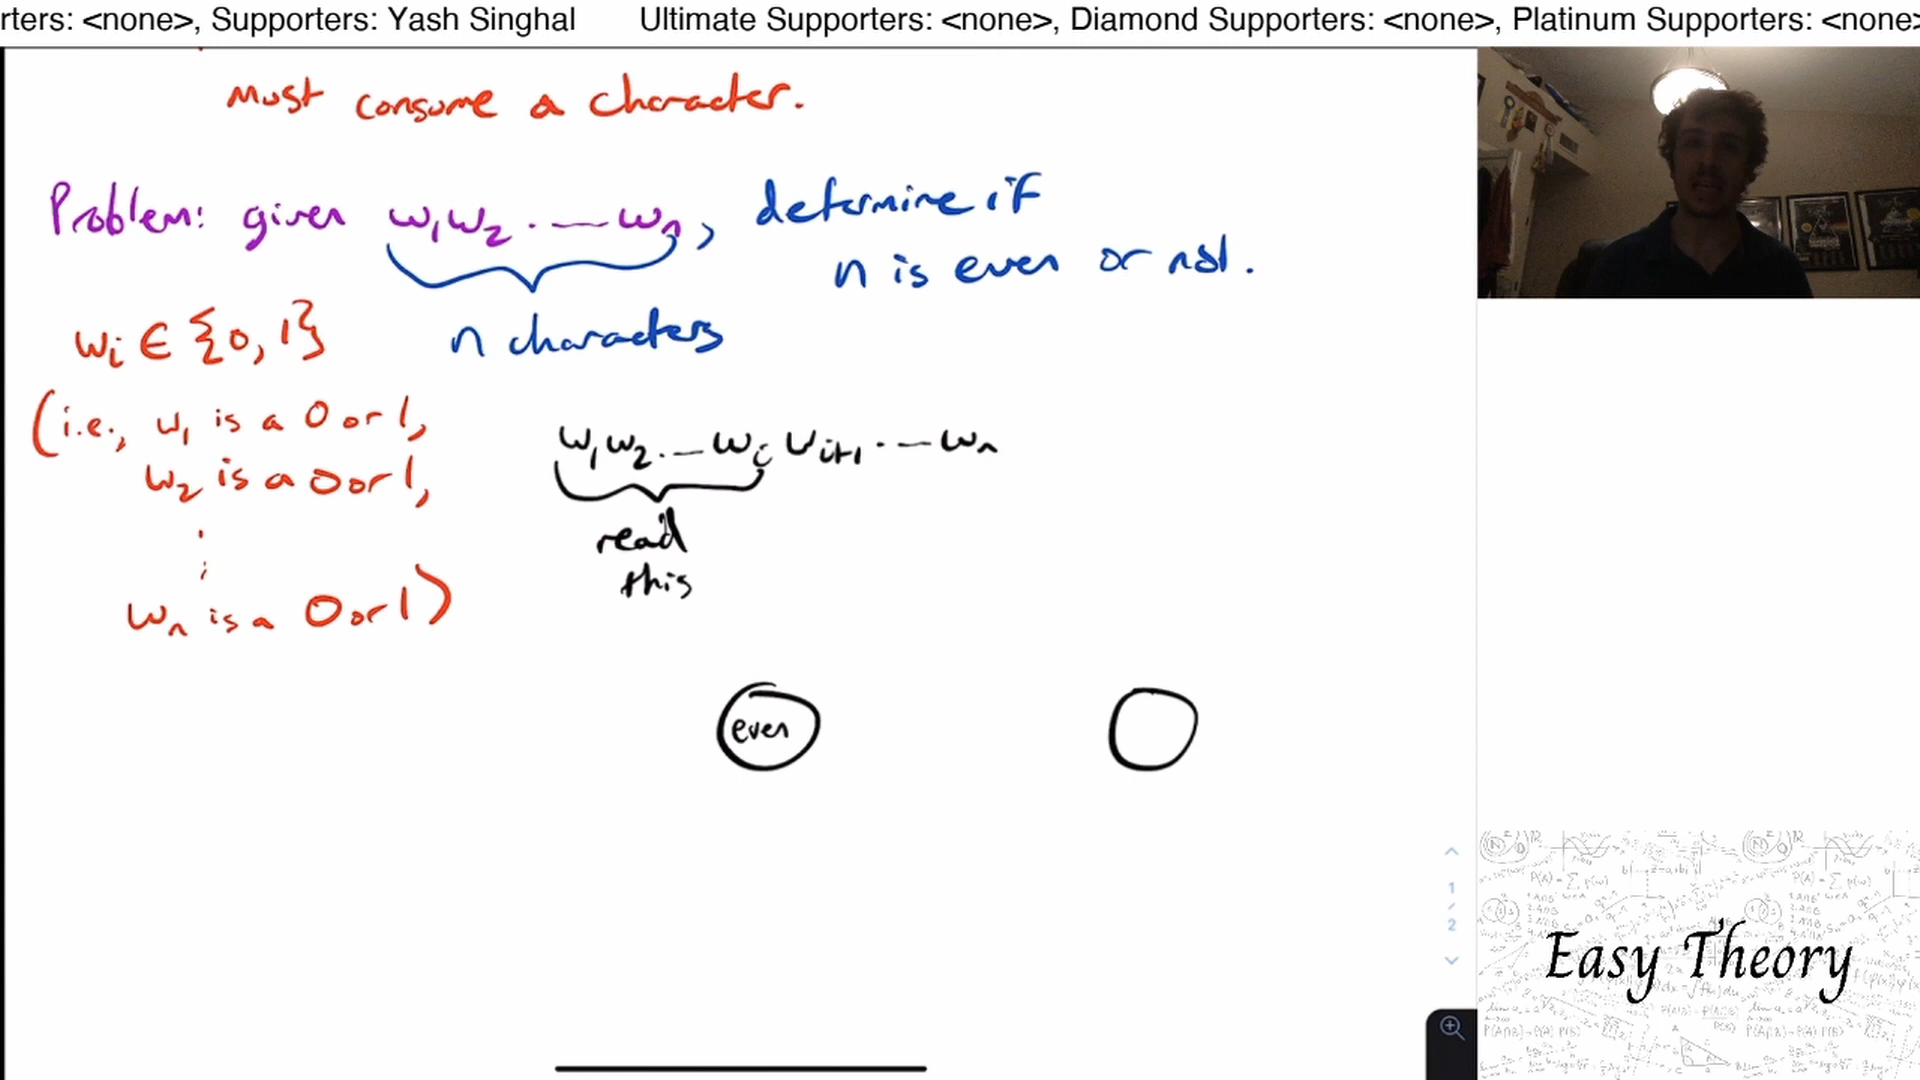 rters: <none>, Supporters: Yash Singhal Ultimate Supporters: <none>, Diamond Supporters: <none>, Platinum Supporters: <none>
must consume a character.
Problem: given w₁w₂.—wₙ, determine if
n is even or not.
n characters
wᵢ ∈ {0,1}
(i.e., w₁ is a 0 or 1,
w₂ is a 0 or 1,
⋮
wₙ is a 0 or 1)
w₁w₂.—wᵢ wᵢ₊₁.—wₙ
read
this
even
1
2
Easy Theory